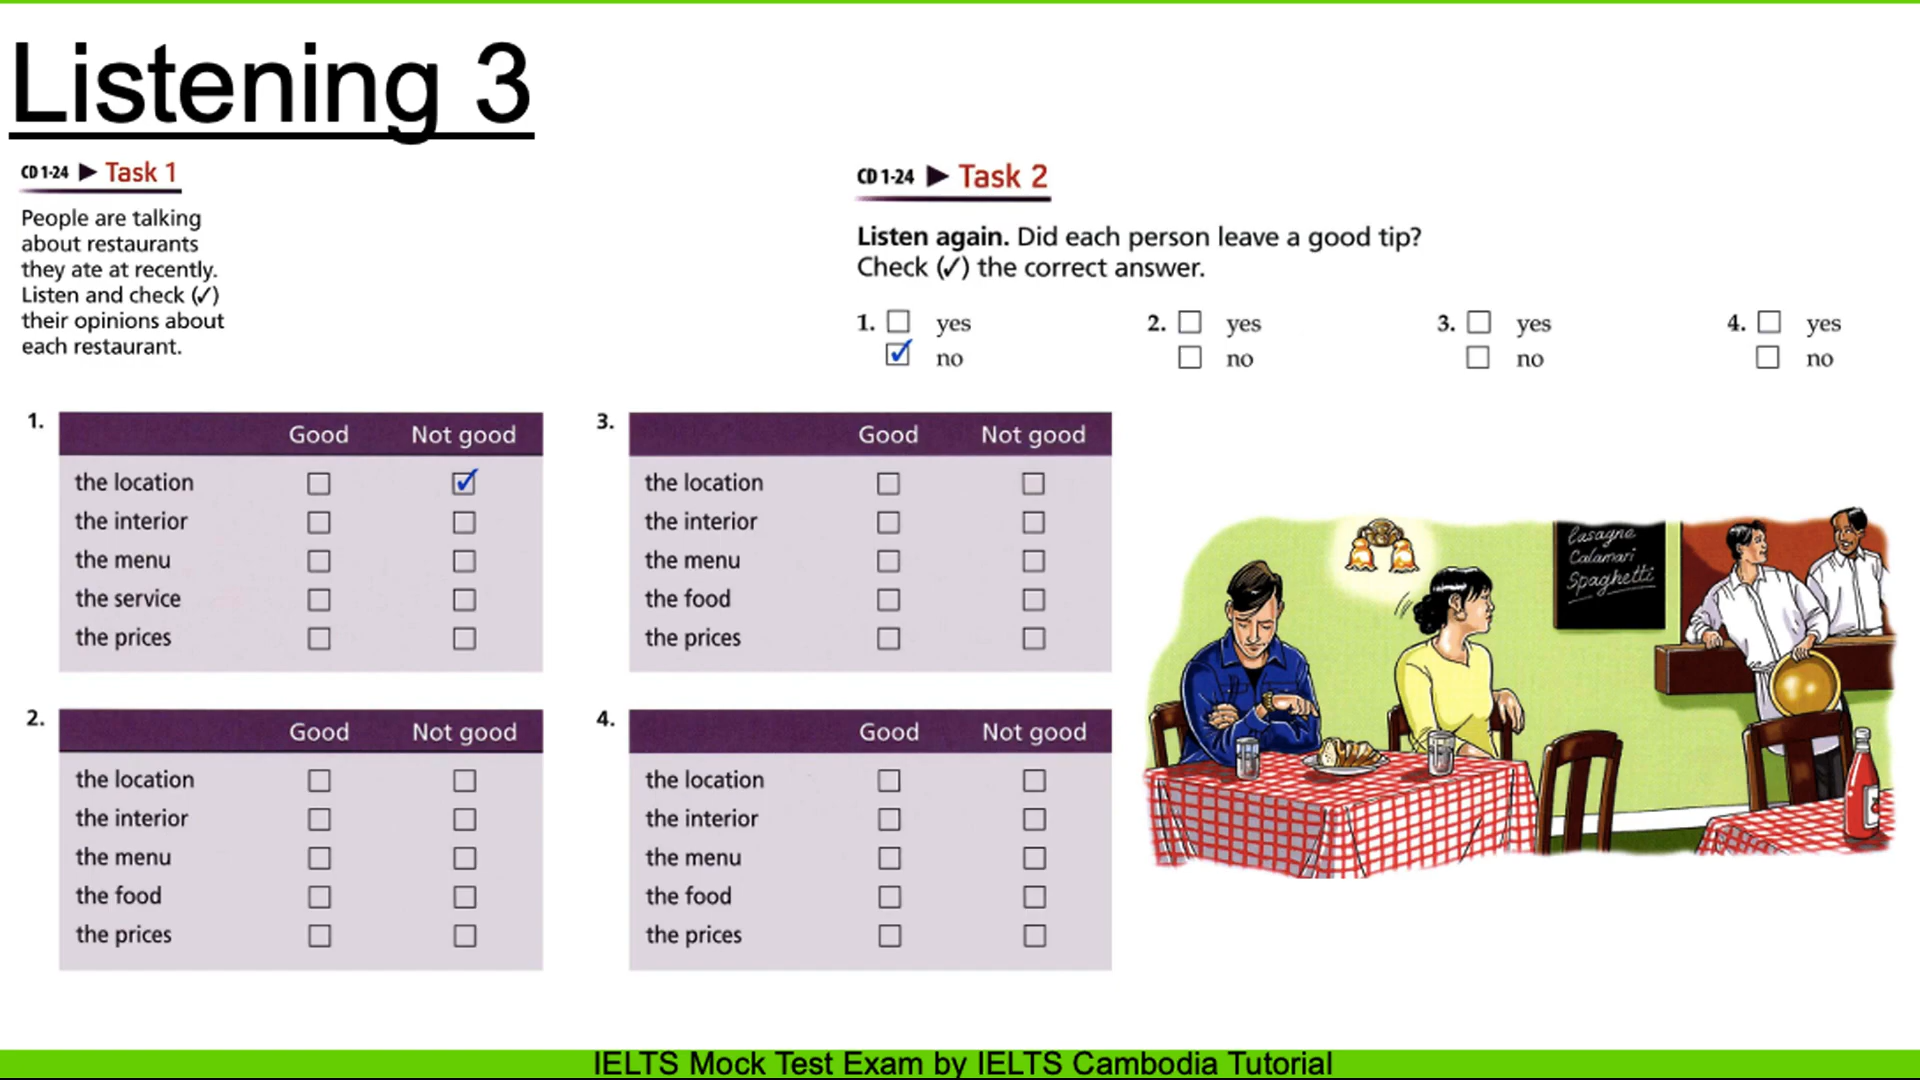 Listening 3
CD 1-24 ▶ Task 1
People are talking
about restaurants
they ate at recently.
Listen and check (✓)
their opinions about
each restaurant.
CD 1-24 ▶ Task 2
Listen again. Did each person leave a good tip?
Check (✓) the correct answer.
1. yes
no
2. yes
no
3. yes
no
4. yes
no
1.
Good Not good
the location
the interior
the menu
the service
the prices
2.
Good Not good
the location
the interior
the menu
the food
the prices
3.
Good Not good
the location
the interior
the menu
the food
the prices
4.
Good Not good
the location
the interior
the menu
the food
the prices
Lasagne
Calamari
Spaghetti
IELTS Mock Test Exam by IELTS Cambodia Tutorial